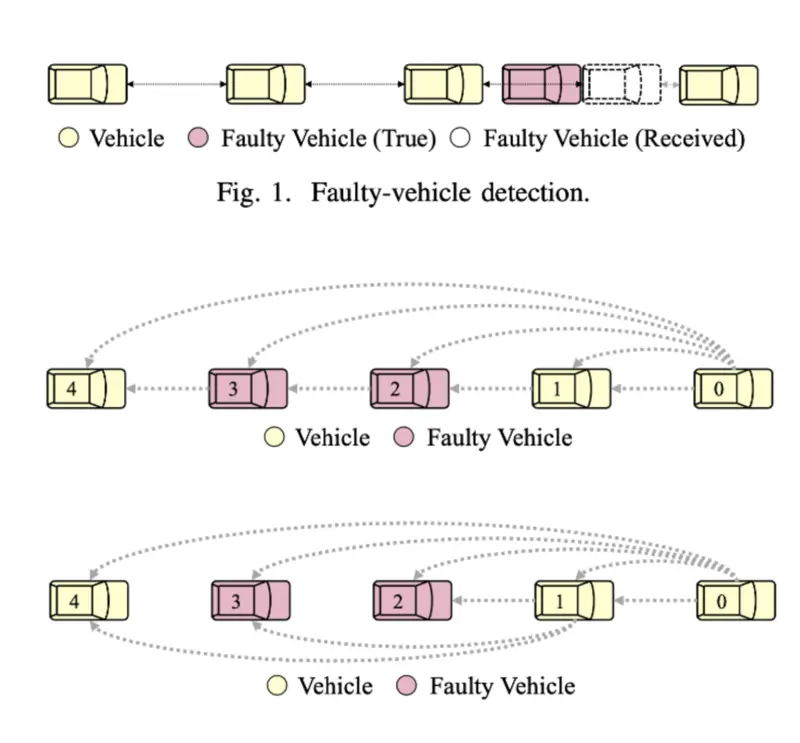 Vehicle Faulty Vehicle (True) Faulty Vehicle (Received)
Fig. 1. Faulty-vehicle detection.
4 3 2 1 0
Vehicle Faulty Vehicle
4 3 2 1 0
Vehicle Faulty Vehicle